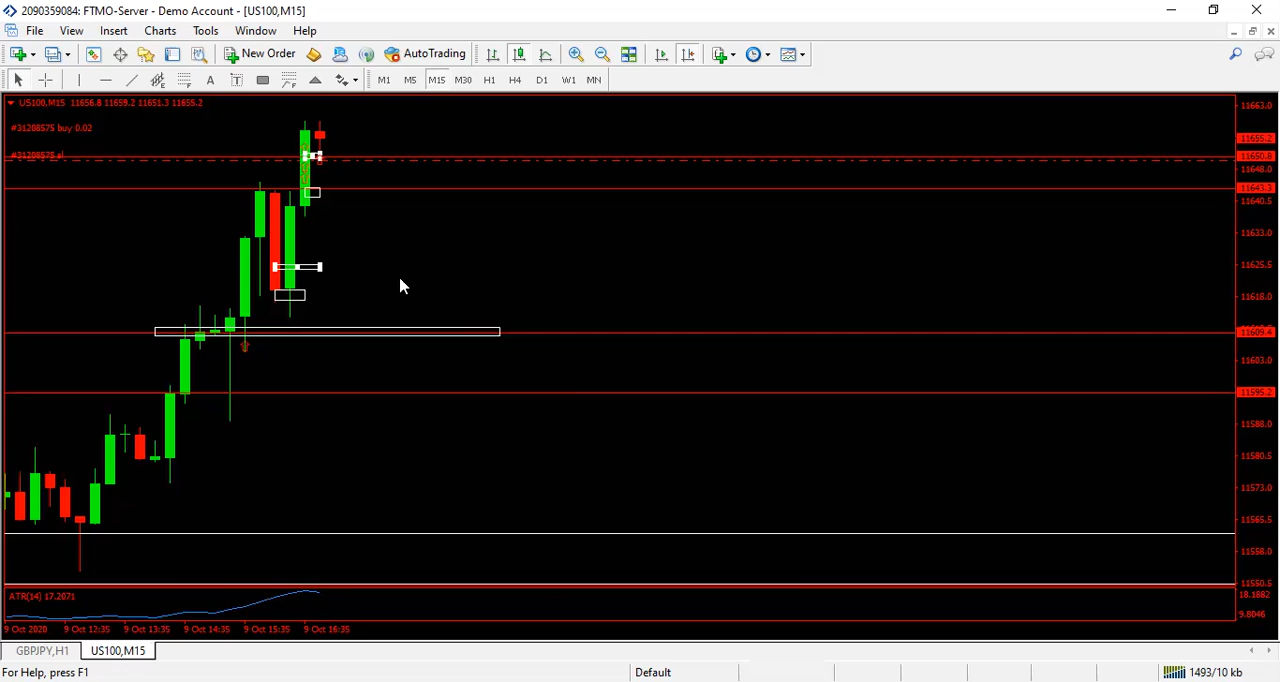 2090359084: FTMO-Server - Demo Account - [US100,M15]
File View Insert Charts Tools Window Help
New Order AutoTrading
A T F M1 M5 M15 M30 H1 H4 D1 W1 MN
US100,M15 11656.8 11659.2 11651.3 11655.2
#31208575 buy 0.02
#31208575 sl
11663.0
11655.2
11650.8
11648.0
11643.3
11640.5
11633.0
11625.5
11618.0
11609.4
11603.0
11595.2
11588.0
11580.5
11573.0
11565.5
11558.0
11550.5
ATR(14) 17.2071
18.1882
9.8046
9 Oct 2020 9 Oct 12:35 9 Oct 13:35 9 Oct 14:35 9 Oct 15:35 9 Oct 16:35
GBPJPY,H1 US100,M15
For Help, press F1 Default 1493/10 kb